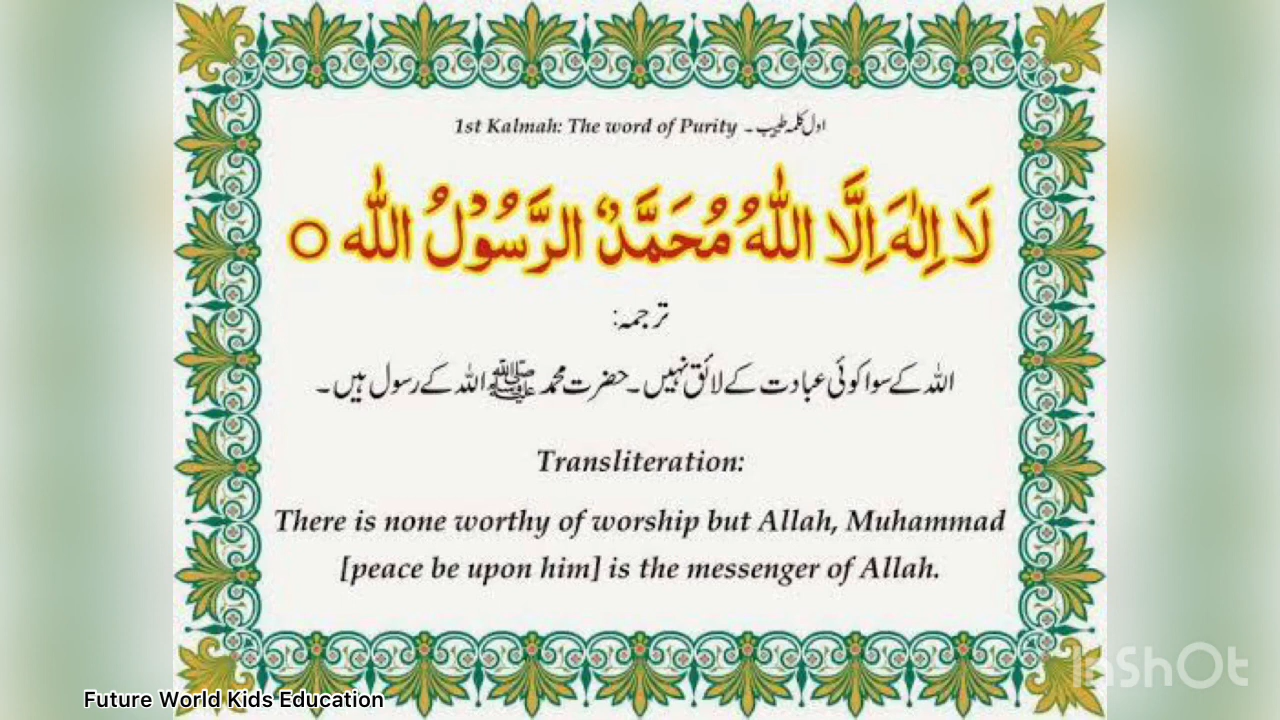 1st Kalmah: The word of Purity - اول کلمہ طیب
لَا اِلٰهَ اِلَّا اللّٰهُ مُحَمَّدٌ الرَّسُوْلُ اللّٰه ○
ترجمہ:
اللہ کے سوا کوئی عبادت کے لائق نہیں۔ حضرت محمد ﷺ اللہ کے رسول ہیں۔
Transliteration:
There is none worthy of worship but Allah, Muhammad
[peace be upon him] is the messenger of Allah.
InShOt
Future World Kids Education